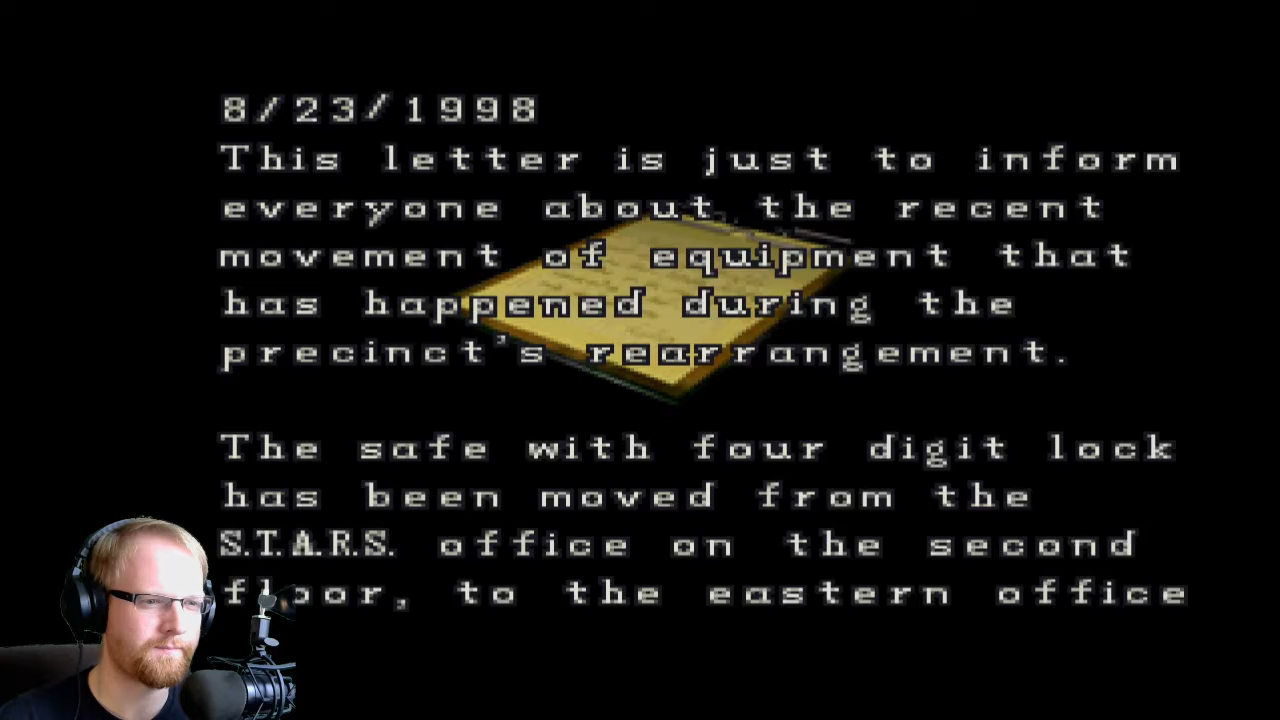 8/23/1998
This letter is just to inform
everyone about the recent
movement of equipment that
has happened during the
precinct's rearrangement.
The safe with four digit lock
has been moved from the
S.T.A.R.S. office on the second
floor, to the eastern office